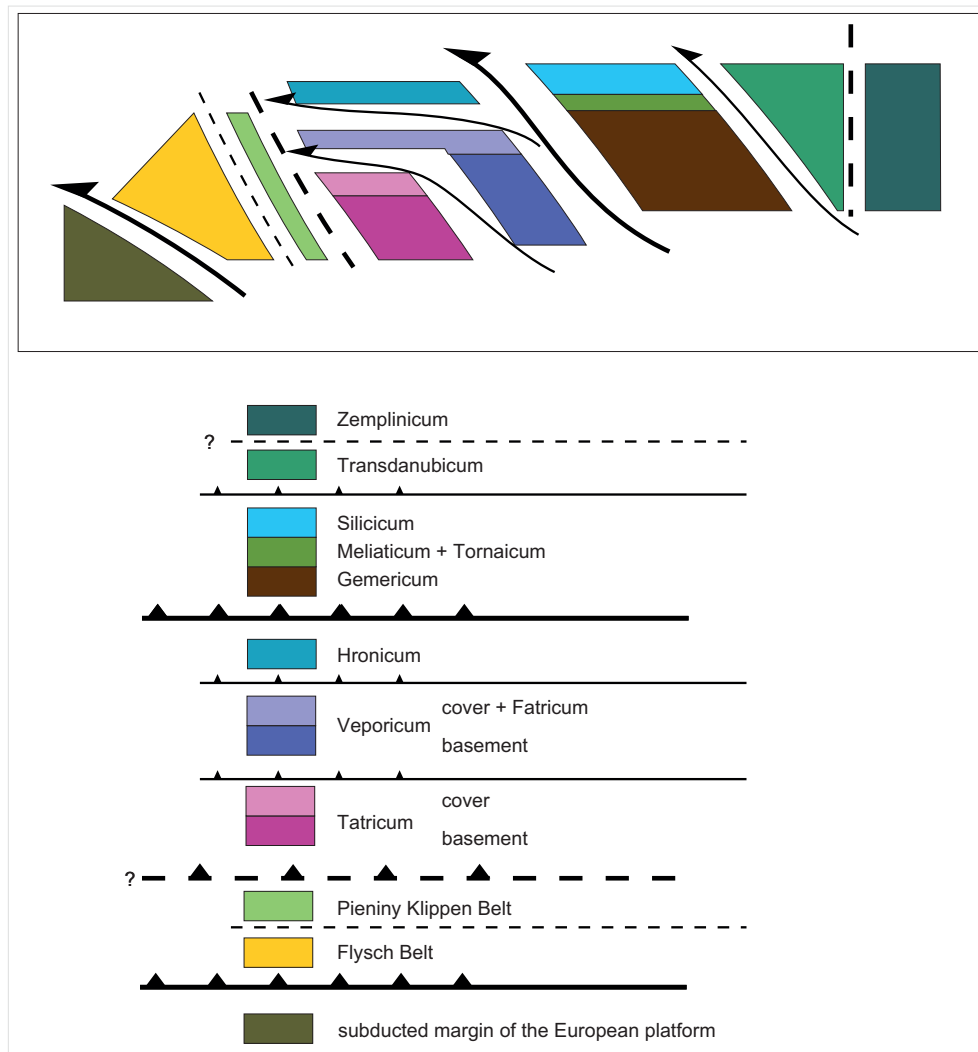 Zemplinicum
?
Transdanubicum
Silicicum
Meliaticum + Tornaicum
Gemericum
Hronicum
Veporicum
cover + Fatricum
basement
Tatricum
cover
basement
?
Pieniny Klippen Belt
Flysch Belt
subducted margin of the European platform